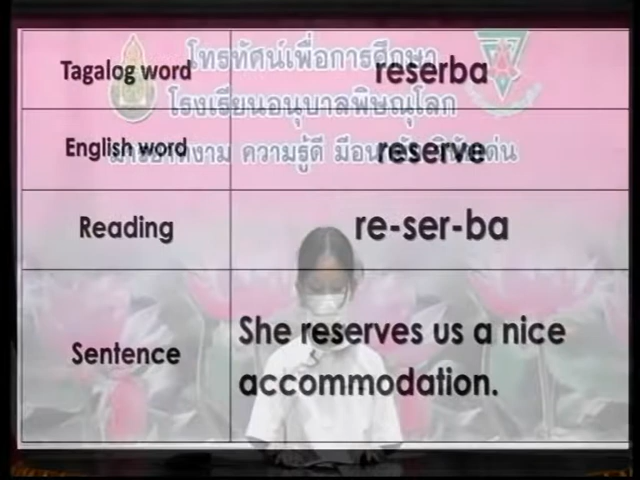 โทรทัศน์เพื่อการศึกษา
Tagalog word reserba
โรงเรียนอนุบาลพิษณุโลก
English word reserve
ความรู้ดี
Reading re-ser-ba
Sentence She reserves us a nice
accommodation.